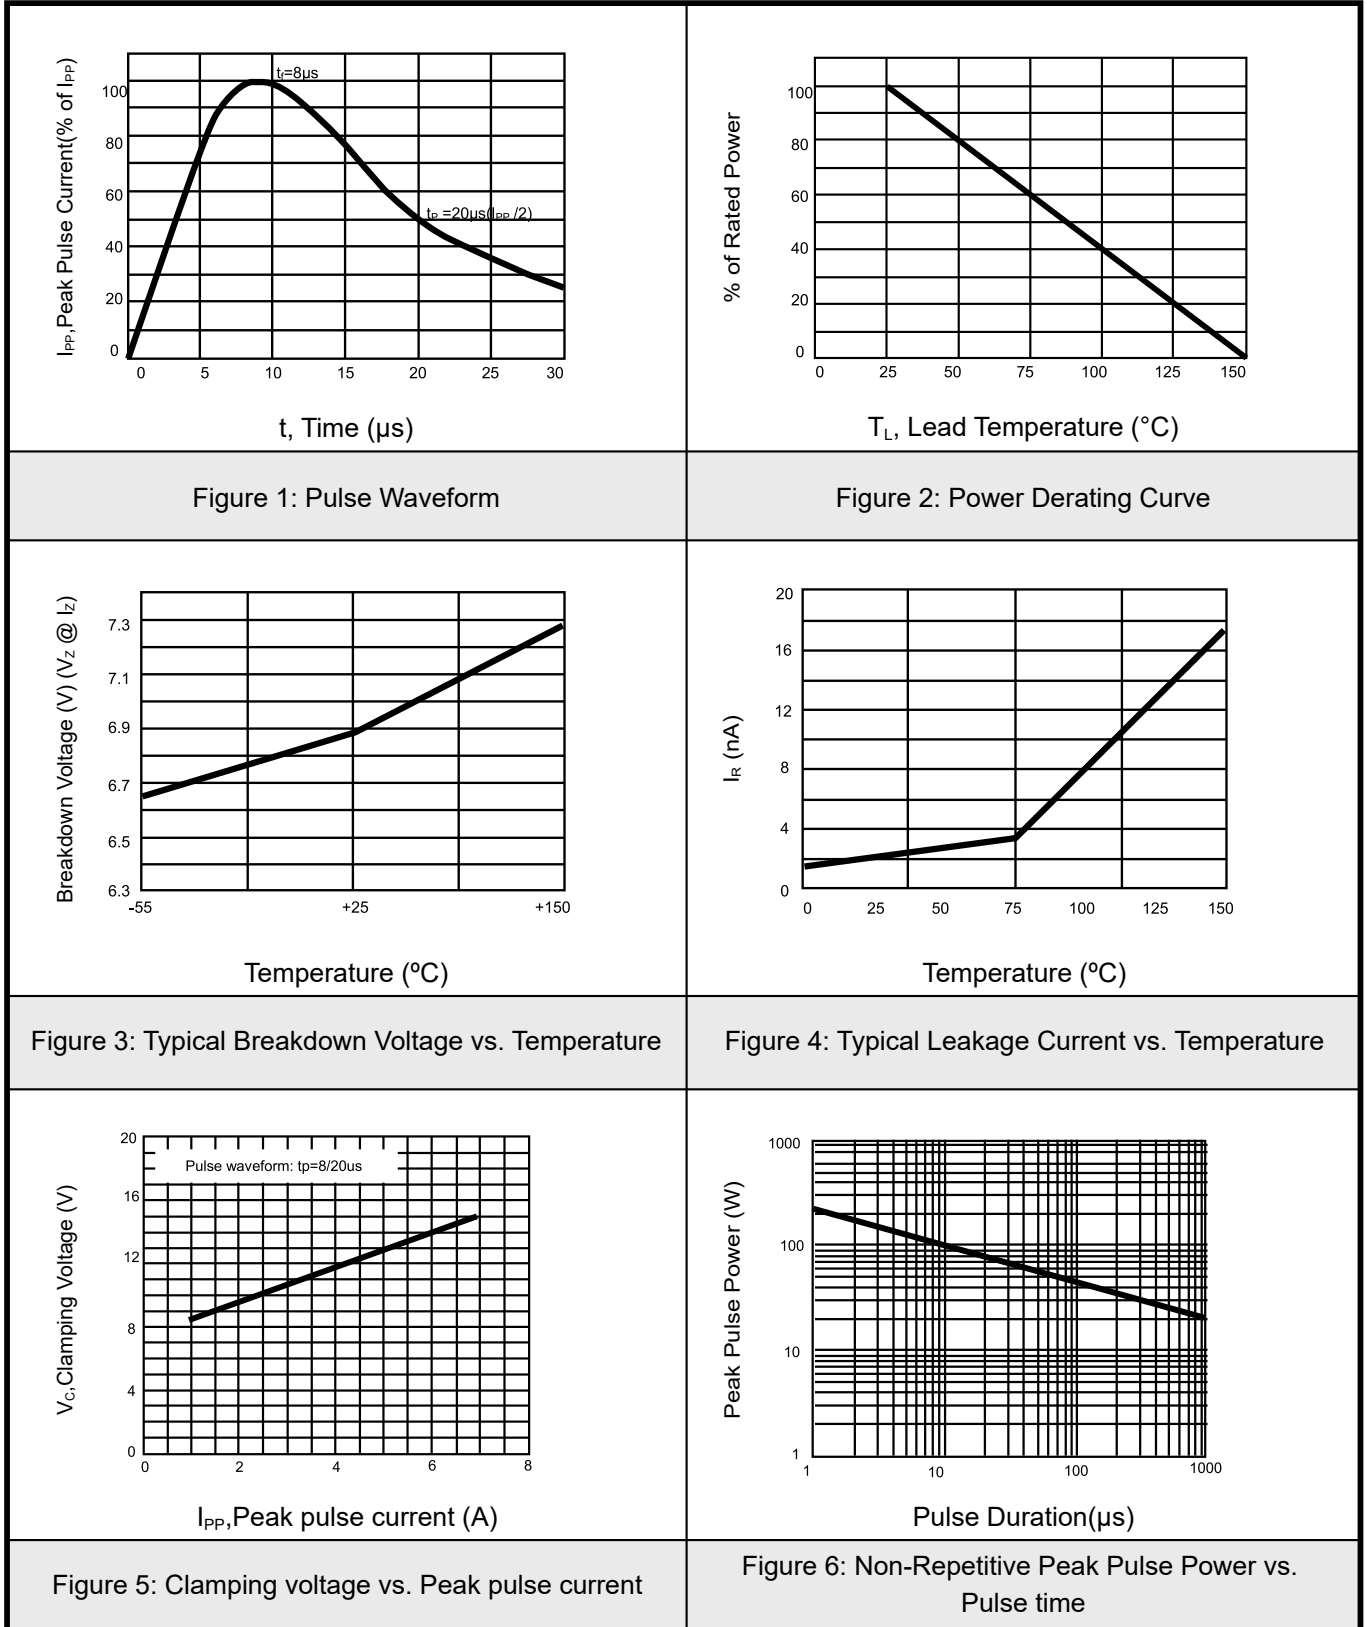 IPP,Peak Pulse Current(% of IPP)
100
80
60
40
20
0
tf=8µs
tP =20µs(IPP /2)
0 5 10 15 20 25 30
t, Time (µs)
Figure 1: Pulse Waveform
% of Rated Power
100
80
60
40
20
0
0 25 50 75 100 125 150
TL, Lead Temperature (°C)
Figure 2: Power Derating Curve
Breakdown Voltage (V) (VZ @ IZ)
7.3
7.1
6.9
6.7
6.5
6.3
-55 +25 +150
Temperature (ºC)
Figure 3: Typical Breakdown Voltage vs. Temperature
IR (nA)
20
16
12
8
4
0
0 25 50 75 100 125 150
Temperature (ºC)
Figure 4: Typical Leakage Current vs. Temperature
VC,Clamping Voltage (V)
20
16
12
8
4
0
Pulse waveform: tp=8/20us
0 2 4 6 8
IPP,Peak pulse current (A)
Figure 5: Clamping voltage vs. Peak pulse current
Peak Pulse Power (W)
1000
100
10
1
1 10 100 1000
Pulse Duration(µs)
Figure 6: Non-Repetitive Peak Pulse Power vs.
Pulse time